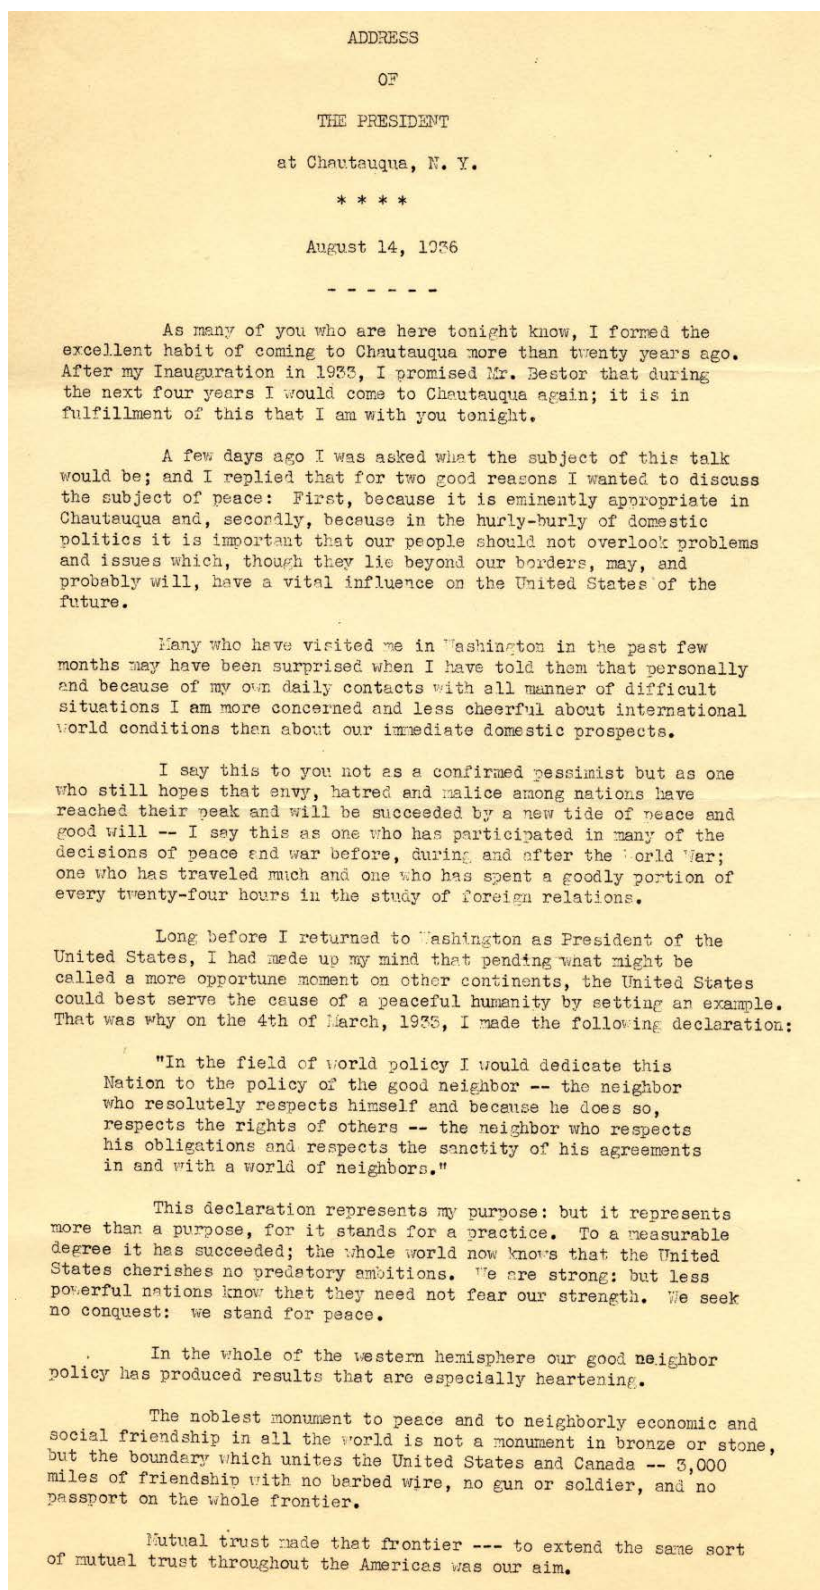 ADDRESS
OF
THE PRESIDENT
at Chautauqua, N. Y.
* * * *
August 14, 1936
- - - - - -
As many of you who are here tonight know, I formed the
excellent habit of coming to Chautauqua more than twenty years ago.
After my Inauguration in 1933, I promised Mr. Bestor that during
the next four years I would come to Chautauqua again; it is in
fulfillment of this that I am with you tonight.
A few days ago I was asked what the subject of this talk
would be; and I replied that for two good reasons I wanted to discuss
the subject of peace: First, because it is eminently appropriate in
Chautauqua and, secondly, because in the hurly-burly of domestic
politics it is important that our people should not overlook problems
and issues which, though they lie beyond our borders, may, and
probably will, have a vital influence on the United States of the
future.
Many who have visited me in Washington in the past few
months may have been surprised when I have told them that personally
and because of my own daily contacts with all manner of difficult
situations I am more concerned and less cheerful about international
world conditions than about our immediate domestic prospects.
I say this to you not as a confirmed pessimist but as one
who still hopes that envy, hatred and malice among nations have
reached their peak and will be succeeded by a new tide of peace and
good will -- I say this as one who has participated in many of the
decisions of peace and war before, during and after the World War;
one who has traveled much and one who has spent a goodly portion of
every twenty-four hours in the study of foreign relations.
Long before I returned to Washington as President of the
United States, I had made up my mind that pending what might be
called a more opportune moment on other continents, the United States
could best serve the cause of a peaceful humanity by setting an example.
That was why on the 4th of March, 1933, I made the following declaration:
"In the field of world policy I would dedicate this
Nation to the policy of the good neighbor -- the neighbor
who resolutely respects himself and because he does so,
respects the rights of others -- the neighbor who respects
his obligations and respects the sanctity of his agreements
in and with a world of neighbors."
This declaration represents my purpose: but it represents
more than a purpose, for it stands for a practice. To a measurable
degree it has succeeded; the whole world now knows that the United
States cherishes no predatory ambitions. We are strong: but less
powerful nations know that they need not fear our strength. We seek
no conquest: we stand for peace.
In the whole of the western hemisphere our good neighbor
policy has produced results that are especially heartening.
The noblest monument to peace and to neighborly economic and
social friendship in all the world is not a monument in bronze or stone,
but the boundary which unites the United States and Canada -- 3,000
miles of friendship with no barbed wire, no gun or soldier, and no
passport on the whole frontier.
Mutual trust made that frontier --- to extend the same sort
of mutual trust throughout the Americas was our aim.